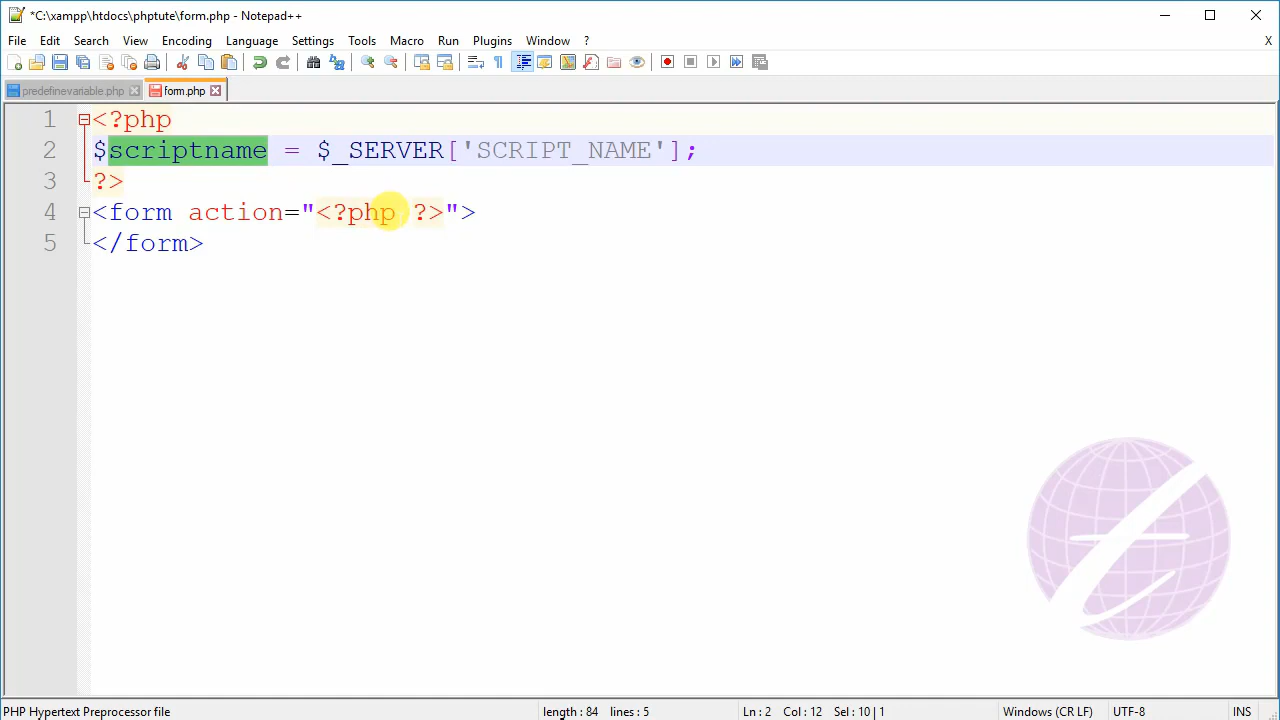 *C:\xampp\htdocs\phptute\form.php - Notepad++
File Edit Search View Encoding Language Settings Tools Macro Run Plugins Window ? X
predefinevariable.php form.php
1 <?php
2 $scriptname = $_SERVER['SCRIPT_NAME'];
3 ?>
4 <form action="<?php ?>">
5 </form>
PHP Hypertext Preprocessor file length : 84 lines : 5 Ln : 2 Col : 12 Sel : 10 | 1 Windows (CR LF) UTF-8 INS